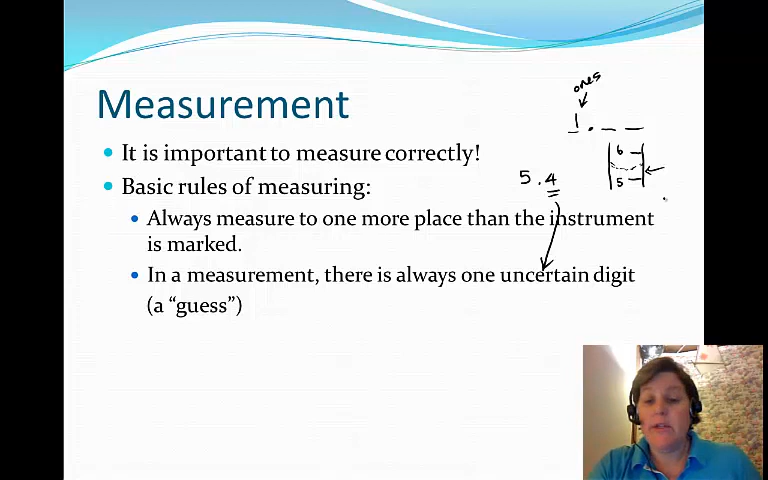 ones
Measurement
1. _ _
It is important to measure correctly!
6
5.4
5
Basic rules of measuring:
Always measure to one more place than the instrument
is marked.
In a measurement, there is always one uncertain digit
(a “guess”)